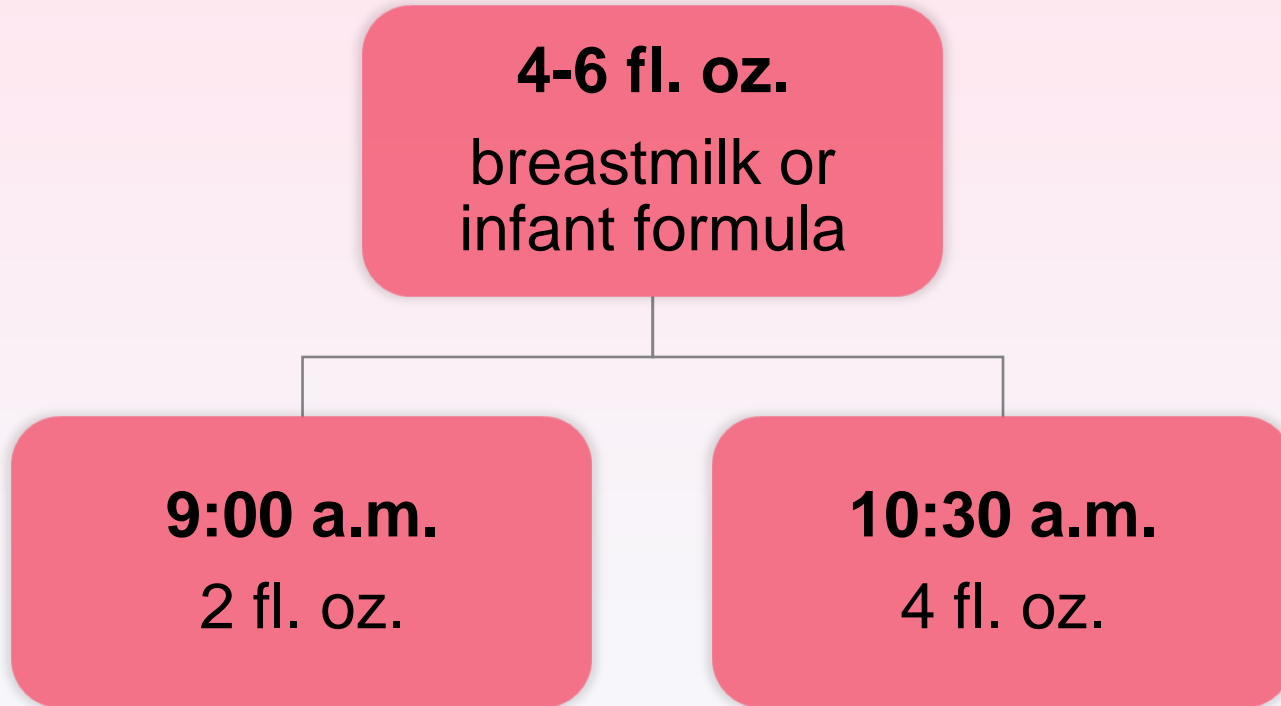 4-6 fl. oz.
breastmilk or
infant formula
9:00 a.m.
2 fl. oz.
10:30 a.m.
4 fl. oz.